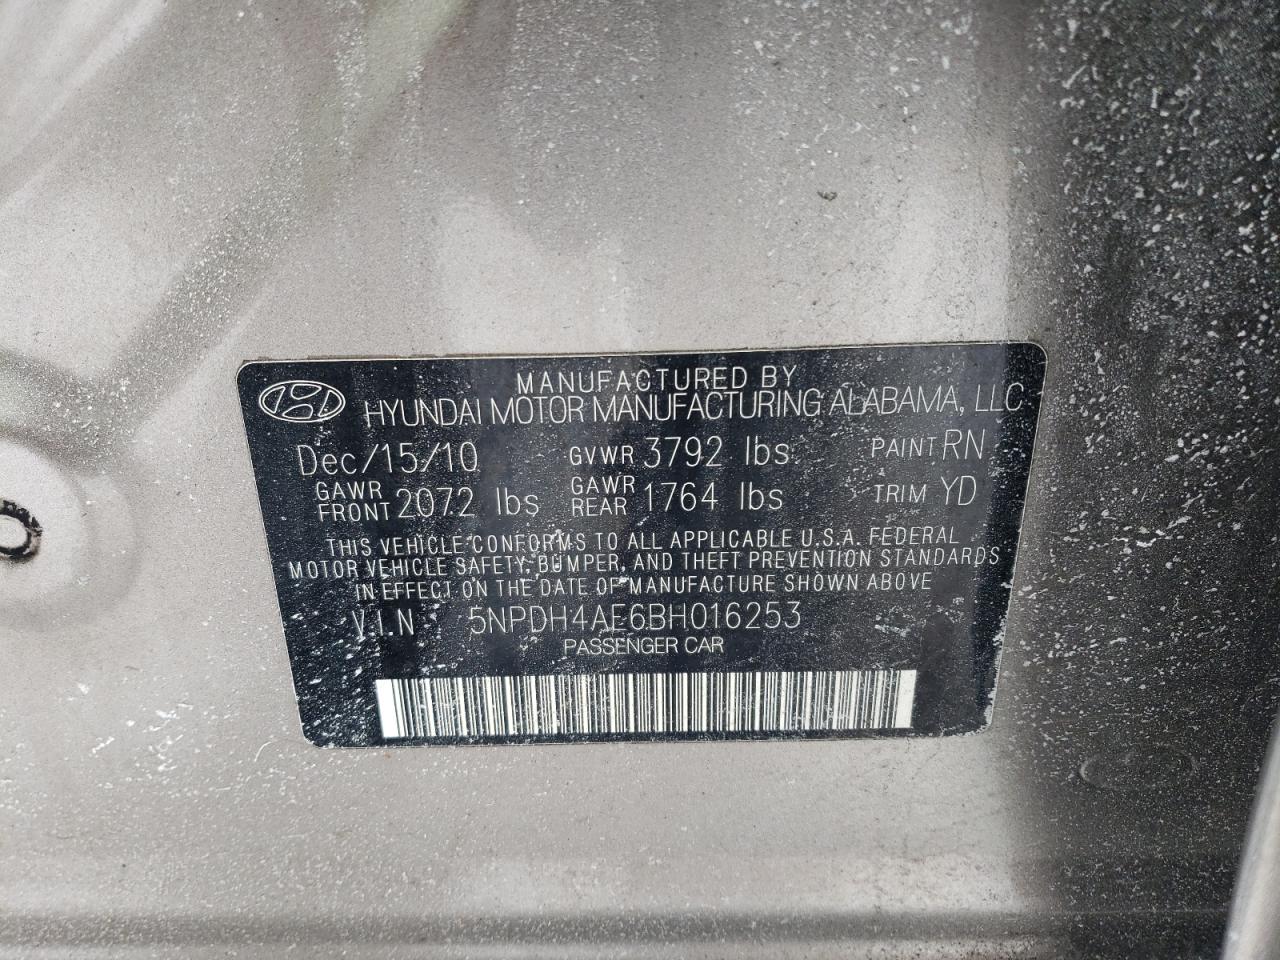 MANUFACTURED BY
HYUNDAI MOTOR MANUFACTURING ALABAMA, LLC
Dec/15/10 GVWR 3792 lbs. PAINT RN
GAWR FRONT 2072 lbs GAWR REAR 1764 lbs TRIM YD
THIS VEHICLE CONFORMS TO ALL APPLICABLE U.S.A. FEDERAL
MOTOR VEHICLE SAFETY, BUMPER, AND THEFT PREVENTION STANDARDS
IN EFFECT ON THE DATE OF MANUFACTURE SHOWN ABOVE
V.I.N 5NPDH4AE6BH016253
PASSENGER CAR